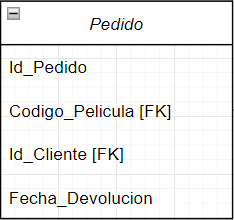 Pedido
Id_Pedido
Codigo_Pelicula [FK]
Id_Cliente [FK]
Fecha_Devolucion